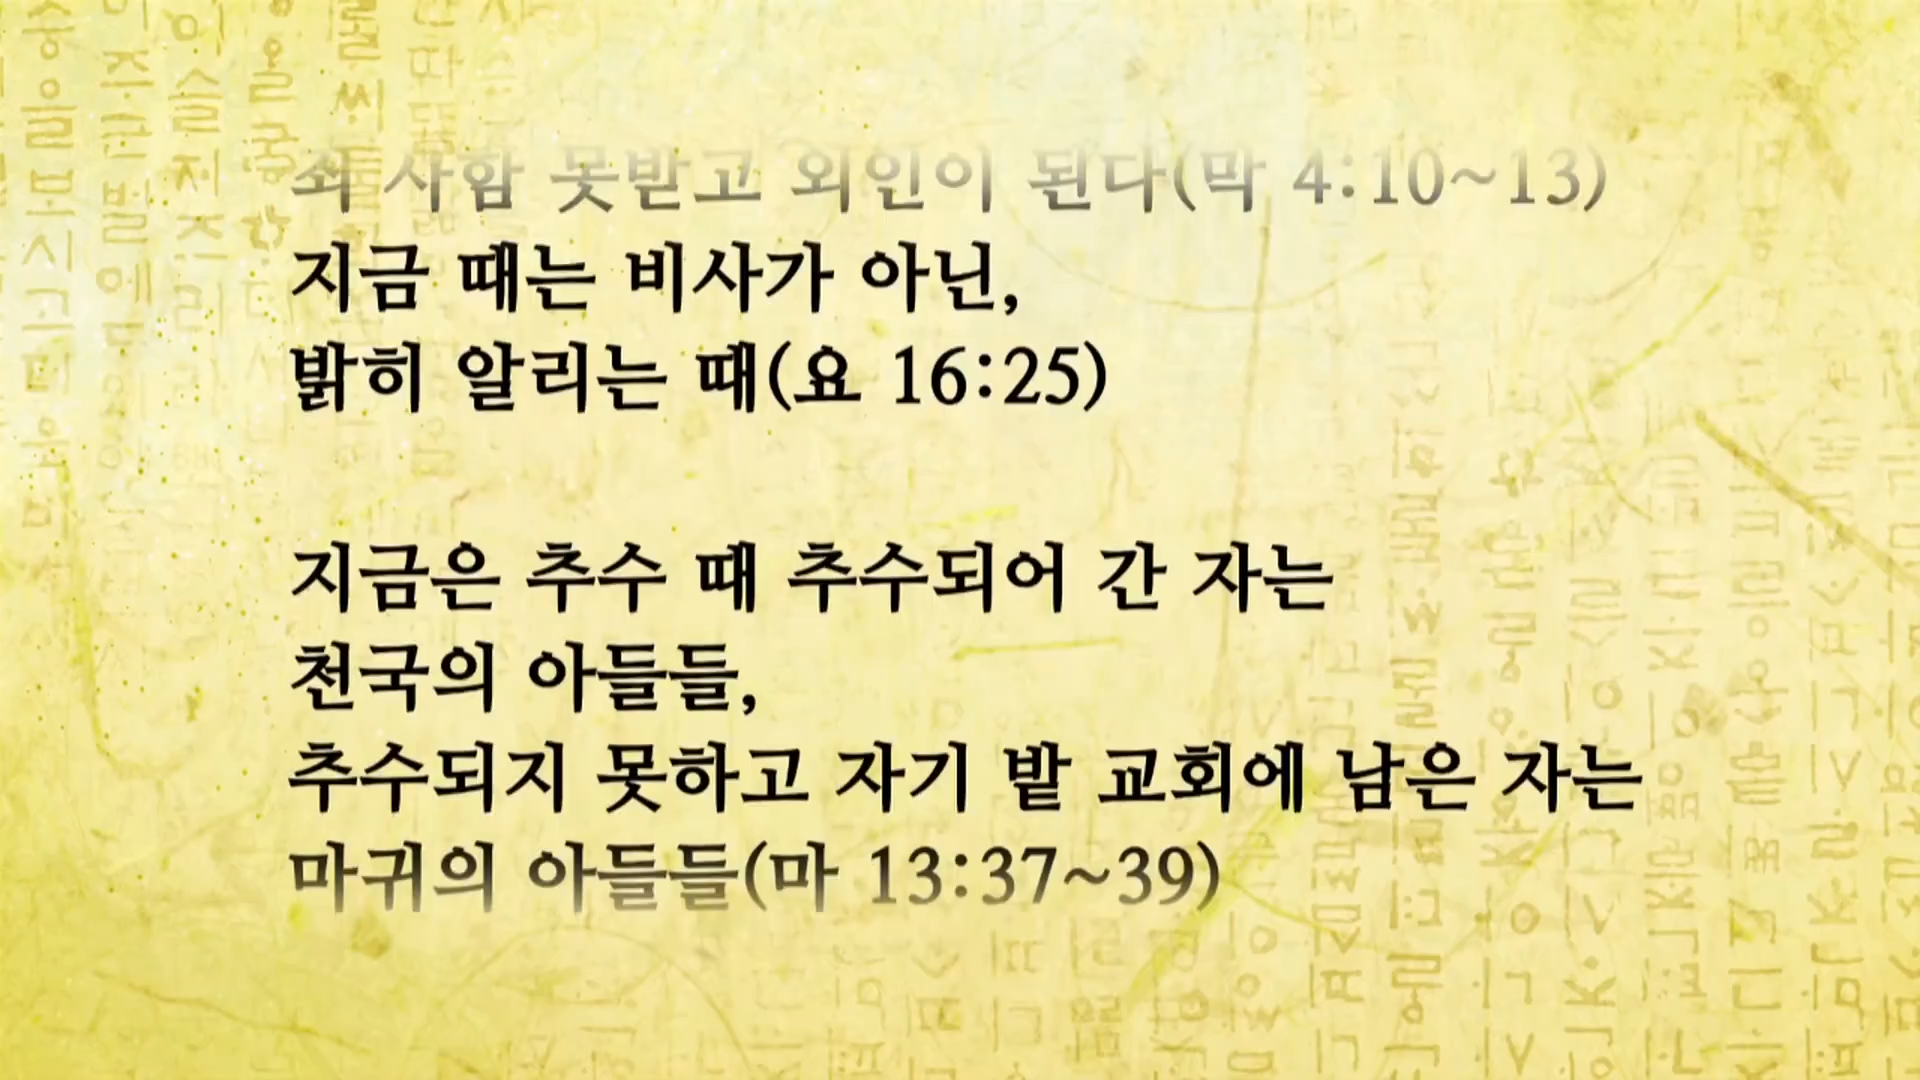 죄 사함 못받고 외인이 된다(막 4:10~13)
지금 때는 비사가 아닌,
밝히 알리는 때(요 16:25)
지금은 추수 때 추수되어 간 자는
천국의 아들들,
추수되지 못하고 자기 밭 교회에 남은 자는
마귀의 아들들(마 13:37~39)